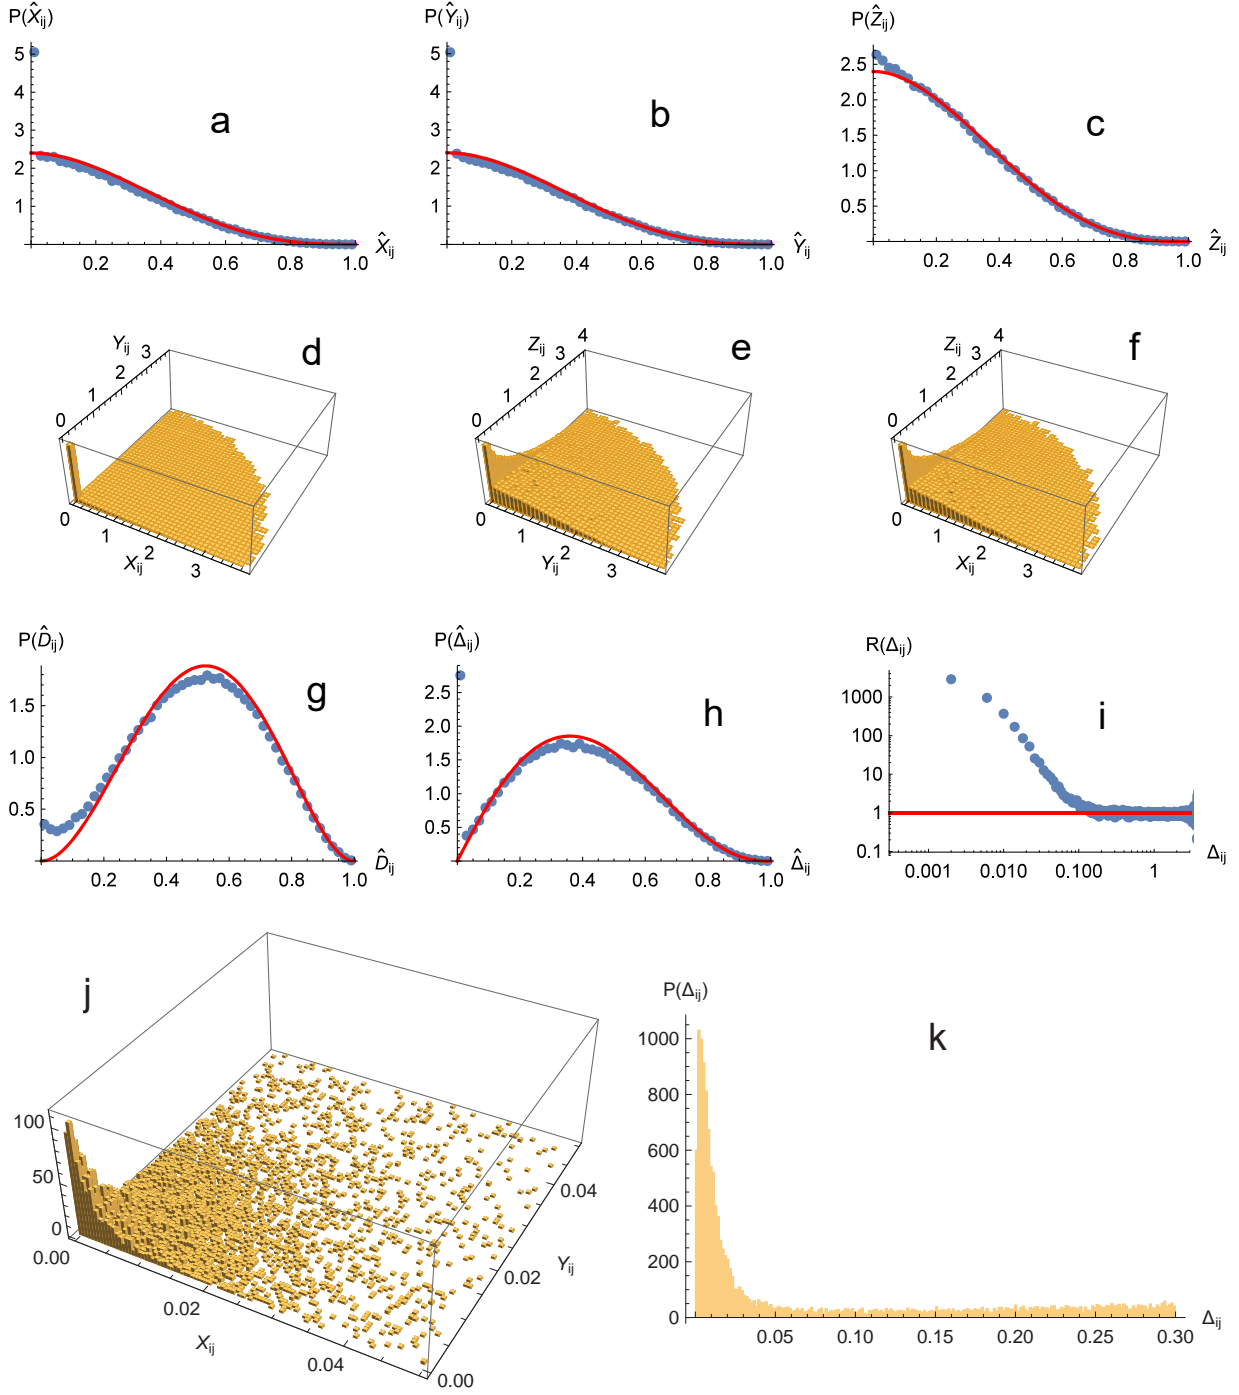 P(X̂ij) P(Ŷij) P(Ẑij)
5 4 3 2 1
0.2 0.4 0.6 0.8 1.0 X̂ij
a
5 4 3 2 1
0.2 0.4 0.6 0.8 1.0 Ŷij
b
2.5 2.0 1.5 1.0 0.5
0.2 0.4 0.6 0.8 1.0 Ẑij
c
d
Yij 0 1 2 3
0 1 2 3
Xij
e
Zij 0 1 2 3 4
0 1 2 3
Yij
f
Zij 0 1 2 3 4
0 1 2 3
Xij
P(D̂ij) P(Δ̂ij) R(Δij)
1.5 1.0 0.5
0.2 0.4 0.6 0.8 1.0 D̂ij
g
2.5 2.0 1.5 1.0 0.5
0.2 0.4 0.6 0.8 1.0 Δ̂ij
h
1000 100 10 1 0.1
0.001 0.010 0.100 1 Δij
i
j
100 50 0
0.00 0.02 0.04
Xij
0.00 0.02 0.04
Yij
P(Δij)
k
1000 800 600 400 200 0
0.05 0.10 0.15 0.20 0.25 0.30 Δij